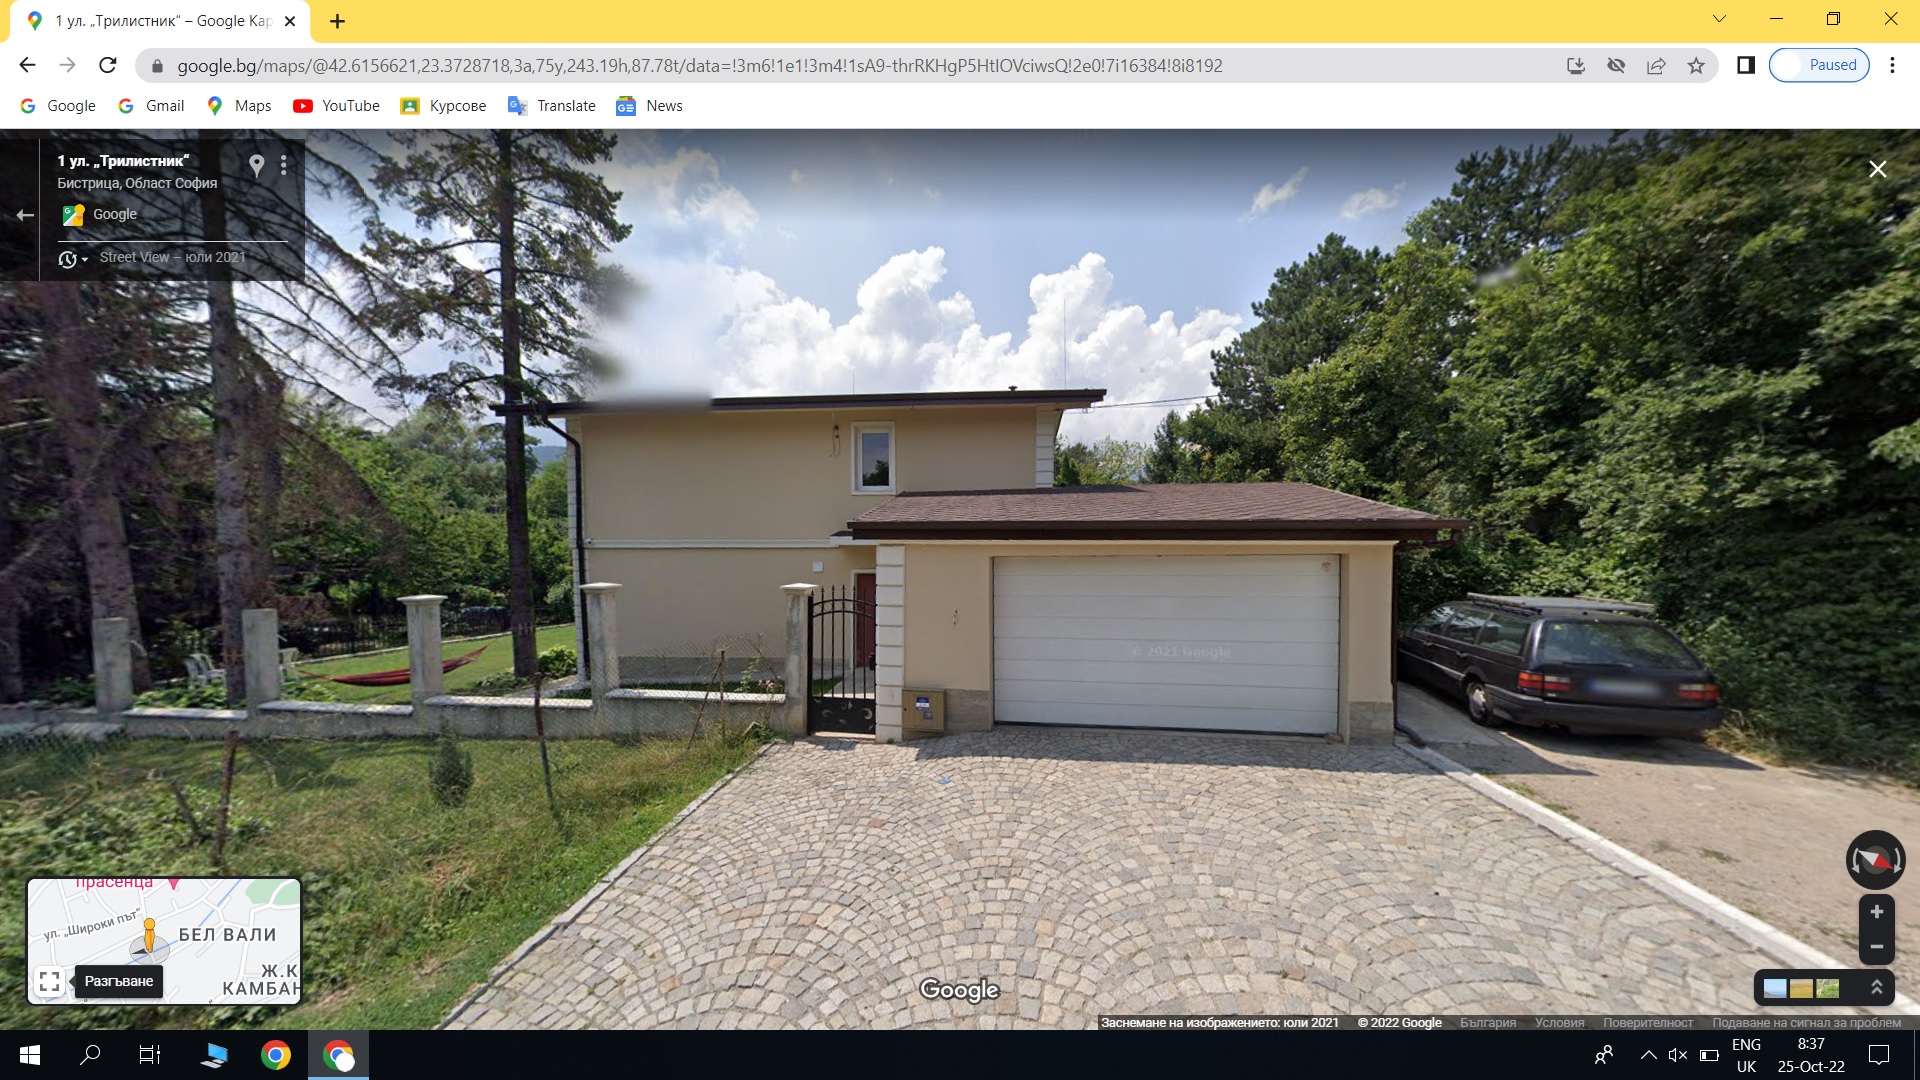 1 ул. „Трилистник“ – Google Кар
google.bg/maps/@42.6156621,23.3728718,3a,75y,243.19h,87.78t/data=!3m6!1e1!3m4!1sA9-thrRKHgP5HtIOVciwsQ!2e0!7i16384!8i8192
Paused
Google Gmail Maps YouTube Курсове Translate News
1 ул. „Трилистник“
Бистрица, Област София
Google
Street View – юли 2021
© 2021 Google
прасенца
ул. „Широки път“
БЕЛ ВАЛИ
Ж.К
КАМБАН
Разгъване
Google
Заснемане на изображението: юли 2021 © 2022 Google България Условия Поверителност Подаване на сигнал за проблем
ENG 8:37
UK 25-Oct-22